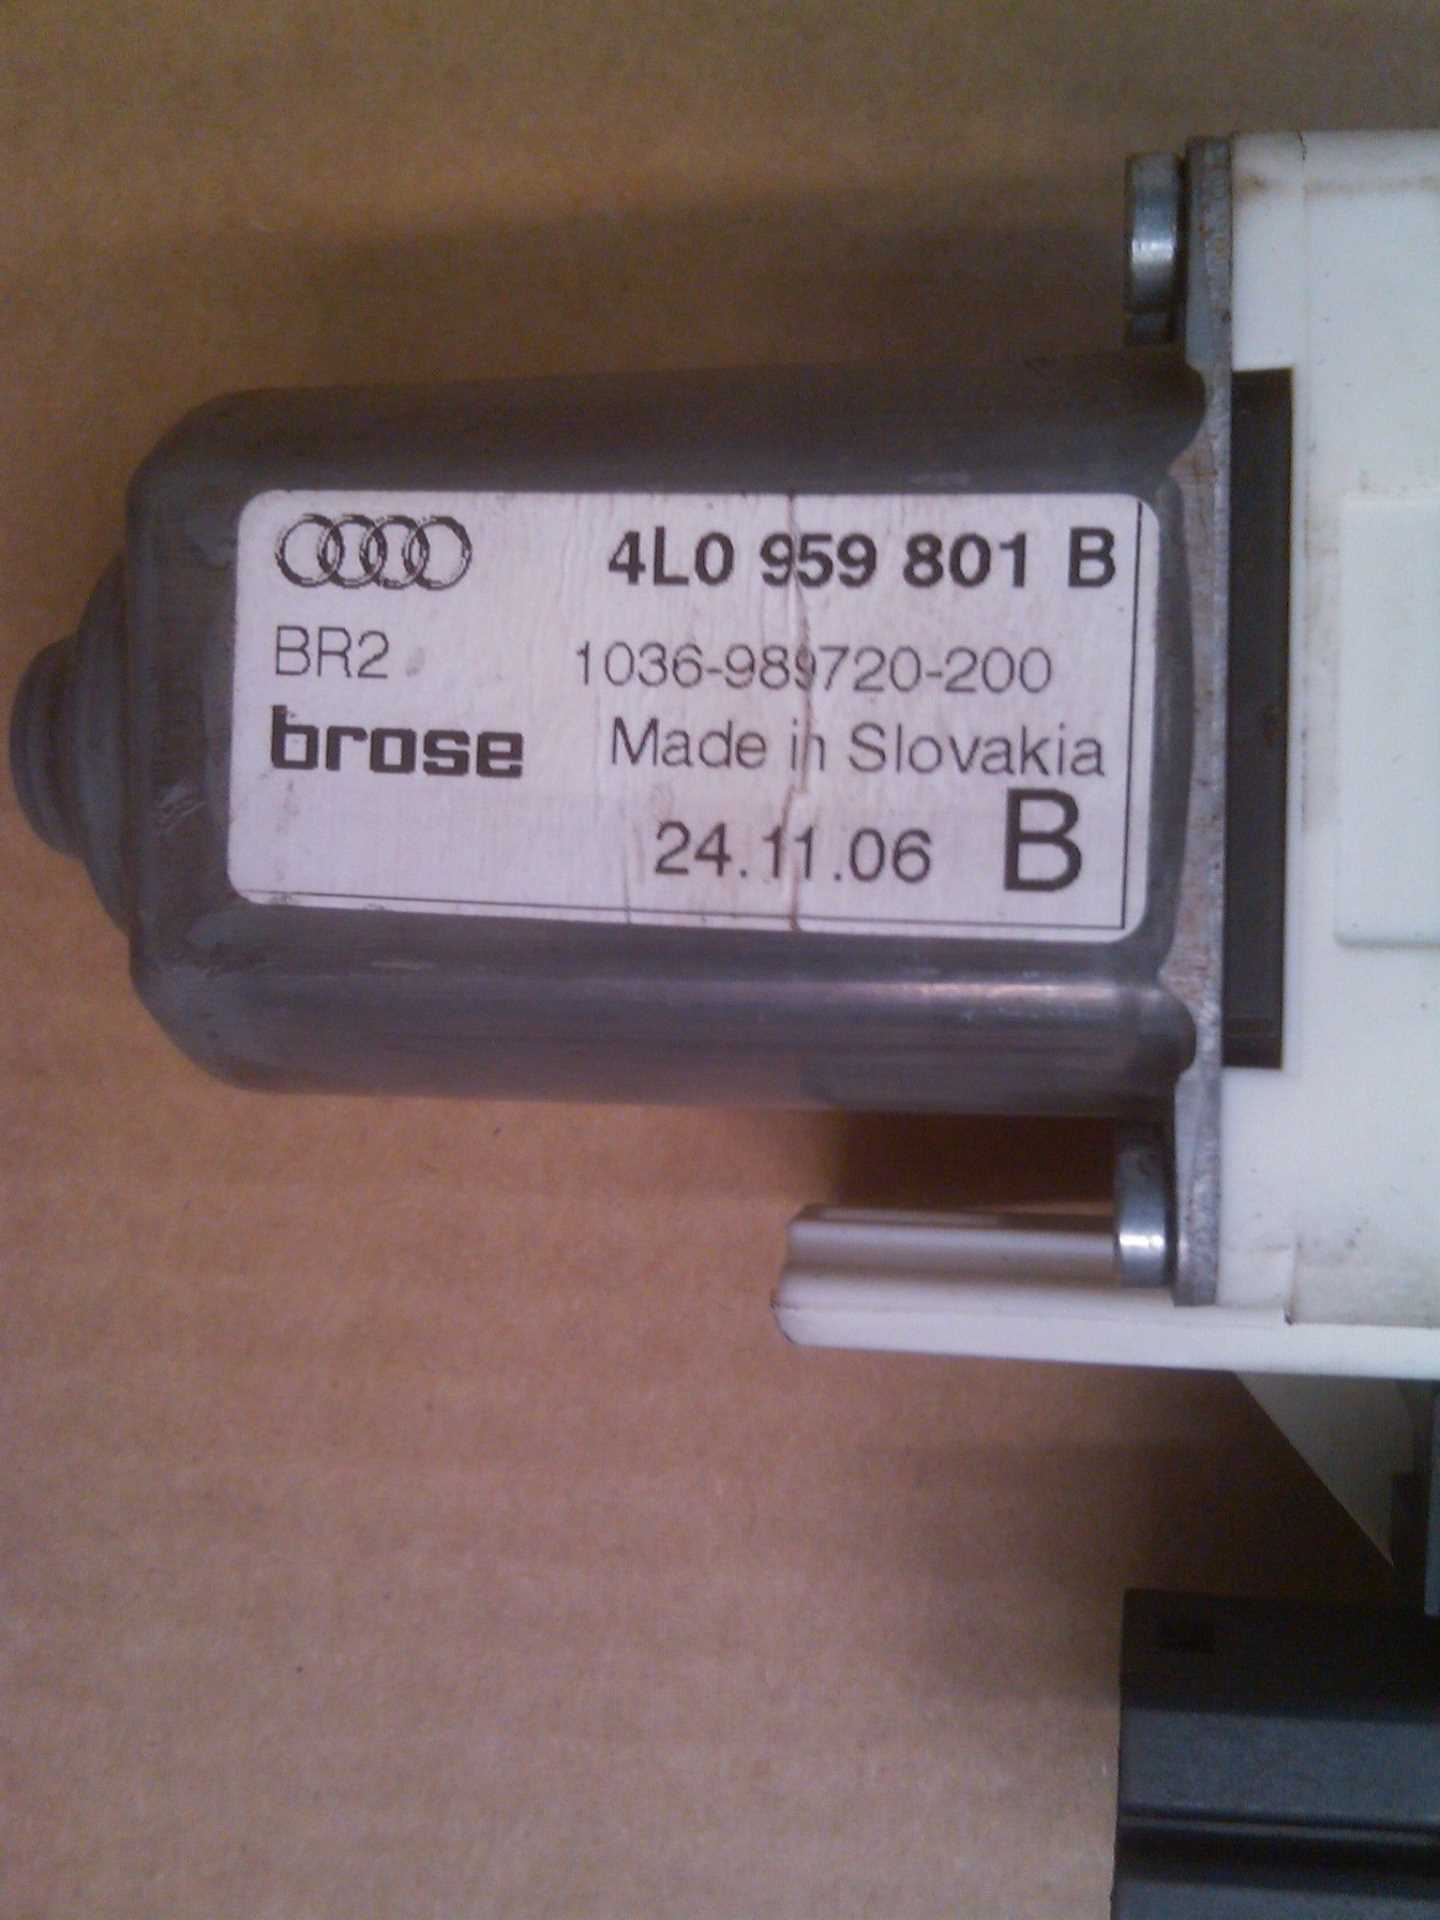 4L0 959 801 B
BR2 1036-989720-200
brose Made in Slovakia
24.11.06 B